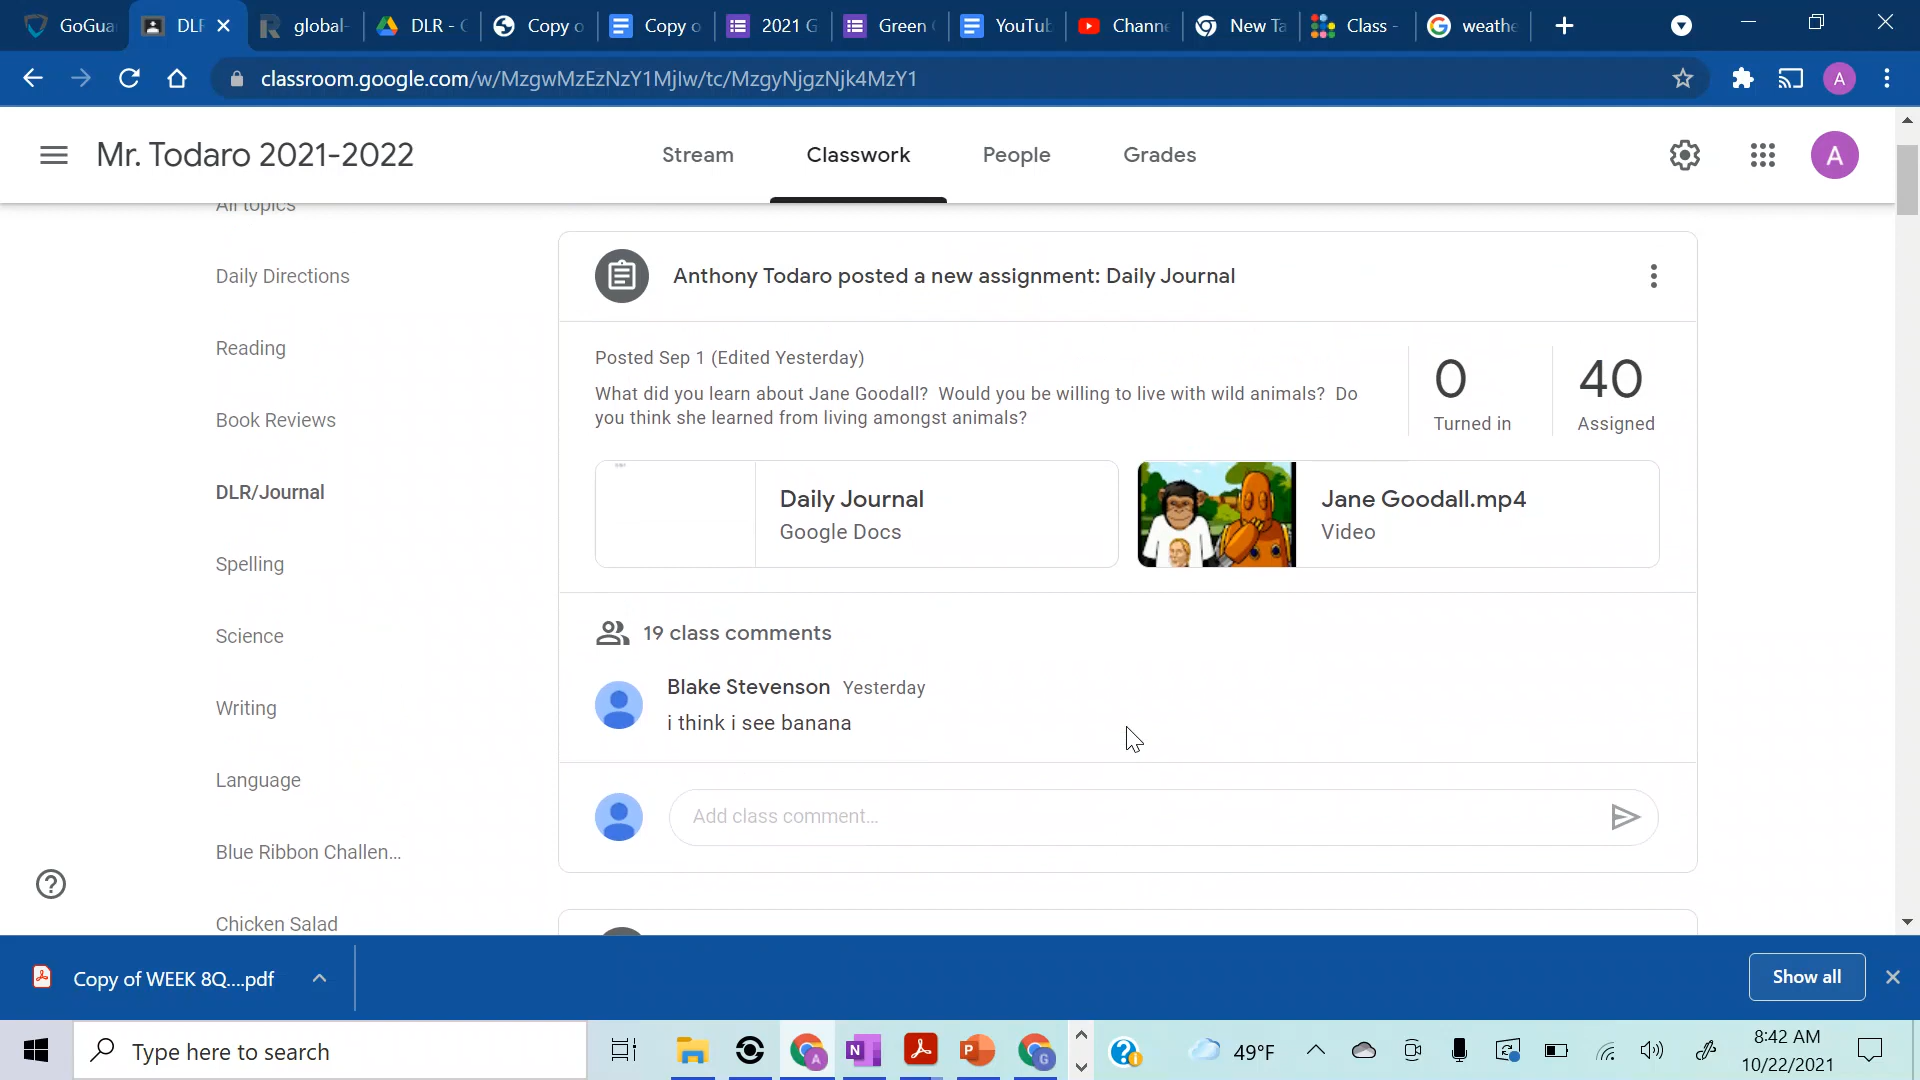 GoGua
DLF
global-
DLR - G
Copy o
Copy o
2021 G
Green
YouTub
Channe
New Ta
Class -
weathe
classroom.google.com/w/MzgwMzEzNzY1MjIw/tc/MzgyNjgzNjk4MzY1
A
Mr. Todaro 2021-2022
Stream
Classwork
People
Grades
A
All topics
Daily Directions
Reading
Book Reviews
DLR/Journal
Spelling
Science
Writing
Language
Blue Ribbon Challen...
Chicken Salad
Anthony Todaro posted a new assignment: Daily Journal
Posted Sep 1 (Edited Yesterday)
What did you learn about Jane Goodall?  Would you be willing to live with wild animals?  Do
you think she learned from living amongst animals?
0
Turned in
40
Assigned
Daily Journal
Google Docs
Jane Goodall.mp4
Video
19 class comments
Blake Stevenson Yesterday
i think i see banana
Add class comment...
Copy of WEEK 8Q....pdf
Show all
Type here to search
49°F
8:42 AM
10/22/2021